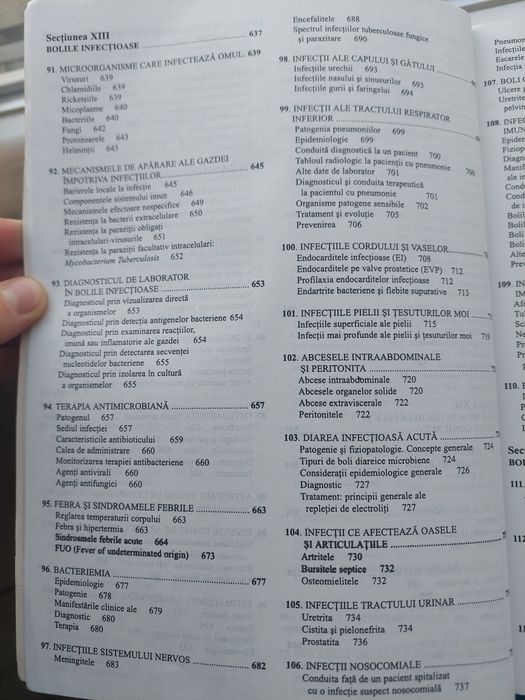 Secțiunea XIII
BOLILE INFECȚIOASE 637
91. MICROORGANISME CARE INFECTEAZĂ OMUL. 639
Virusuri 639
Chlamidiile 639
Ricketsiile 639
Micoplasme 640
Bacteriile 640
Fungi 642
Protozoarele 643
Helminții 643
92. MECANISMELE DE APĂRARE ALE GAZDEI
ÎMPOTRIVA INFECȚIILOR 645
Barierele locale la infecție 645
Componentele sistemului imun 646
Mecanismele efectoare nespecifice 649
Rezistența la bacterii extracelulare 650
Rezistența la paraziții obligați
intracelulari-virusurile 651
Rezistența la paraziții facultativ intracelulari:
Mycobacterium Tuberculosis 652
93. DIAGNOSTICUL DE LABORATOR
ÎN BOLILE INFECȚIOASE 653
Diagnosticul prin vizualizarea directă
a organismelor 653
Diagnosticul prin detecția antigenelor bacteriene 654
Diagnosticul prin examinarea reacțiilor,
imună sau inflamatorie ale gazdei 654
Diagnosticul prin detectarea secvenței
nucleotidelor bacteriene 655
Diagnosticul prin izolarea în cultură
a organismelor 655
94. TERAPIA ANTIMICROBIANĂ 657
Patogenul 657
Sediul infecției 657
Caracteristicile antibioticului 659
Calea de administrare 660
Monitorizarea terapiei antibacteriene 660
Agenți antivirali 660
Agenți antifungici 660
95. FEBRA ȘI SINDROAMELE FEBRILE 663
Reglarea temperaturii corpului 663
Febra și hipertermia 663
Sindroamele febrile acute 664
FUO (Fever of undeterminated origin) 673
96. BACTERIEMIA 677
Epidemiologie 677
Patogenie 678
Manifestările clinice ale 679
Diagnostic 680
Terapia 680
97. INFECȚIILE SISTEMULUI NERVOS 682
Meningitele 683
Encefalitele 688
Spectrul infecțiilor tuberculoase fungice
și parazitare 690
98. INFECȚII ALE CAPULUI ȘI GÂTULUI
Infecțiile urechii 693
Infecțiile nasului și sinusurilor 693
Infecțiile gurii și faringelui 694
99. INFECȚII ALE TRACTULUI RESPIRATOR
INFERIOR
Patogenia pneumoniilor 699
Epidemiologie 699
Conduită diagnostică la un pacient 700
Tabloul radiologic la pacienții cu pneumonie 700
Alte date de laborator 701
Diagnosticul și conduita terapeutică
la pacientul cu pneumonie 701
Organisme patogene sensibile 702
Tratament și evoluție 705
Prevenirea 706
100. INFECȚIILE CORDULUI ȘI VASELOR
Endocarditele infecțioase (EI) 708
Endocarditele pe valve prostetice (EVP) 712
Profilaxia endocarditelor infecțioase 712
Endartrite bacteriene și flebite supurative 713
101. INFECȚIILE PIELII ȘI ȚESUTURILOR MOI
Infecțiile superficiale ale pielii 715
Infecții mai profunde ale pielii și țesuturilor moi
102. ABCESELE INTRAABDOMINALE
ȘI PERITONITA
Abcese intraabdominale 720
Abcesele organelor solide 720
Abcese extraviscerale 722
Peritonitele 722
103. DIAREA INFECȚIOASĂ ACUTĂ
Patogenie și fiziopatologie. Concepte generale 724
Tipuri de boli diareice microbiene 724
Considerații epidemiologice generale 726
Diagnostic 727
Tratament: principii generale ale
repleției de electroliți 727
104. INFECȚII CE AFECTEAZĂ OASELE
ȘI ARTICULAȚIILE
Artritele 730
Bursitele septice 732
Osteomielitele 732
105. INFECȚIILE TRACTULUI URINAR
Uretrita 734
Cistita și pielonefrita 734
Prostatita 736
106. INFECȚII NOSOCOMIALE
Conduita față de un pacient spitalizat
cu o infecție suspect nosocomială 737
107. BOLI
108. INFEC
109. IN
110.
111.